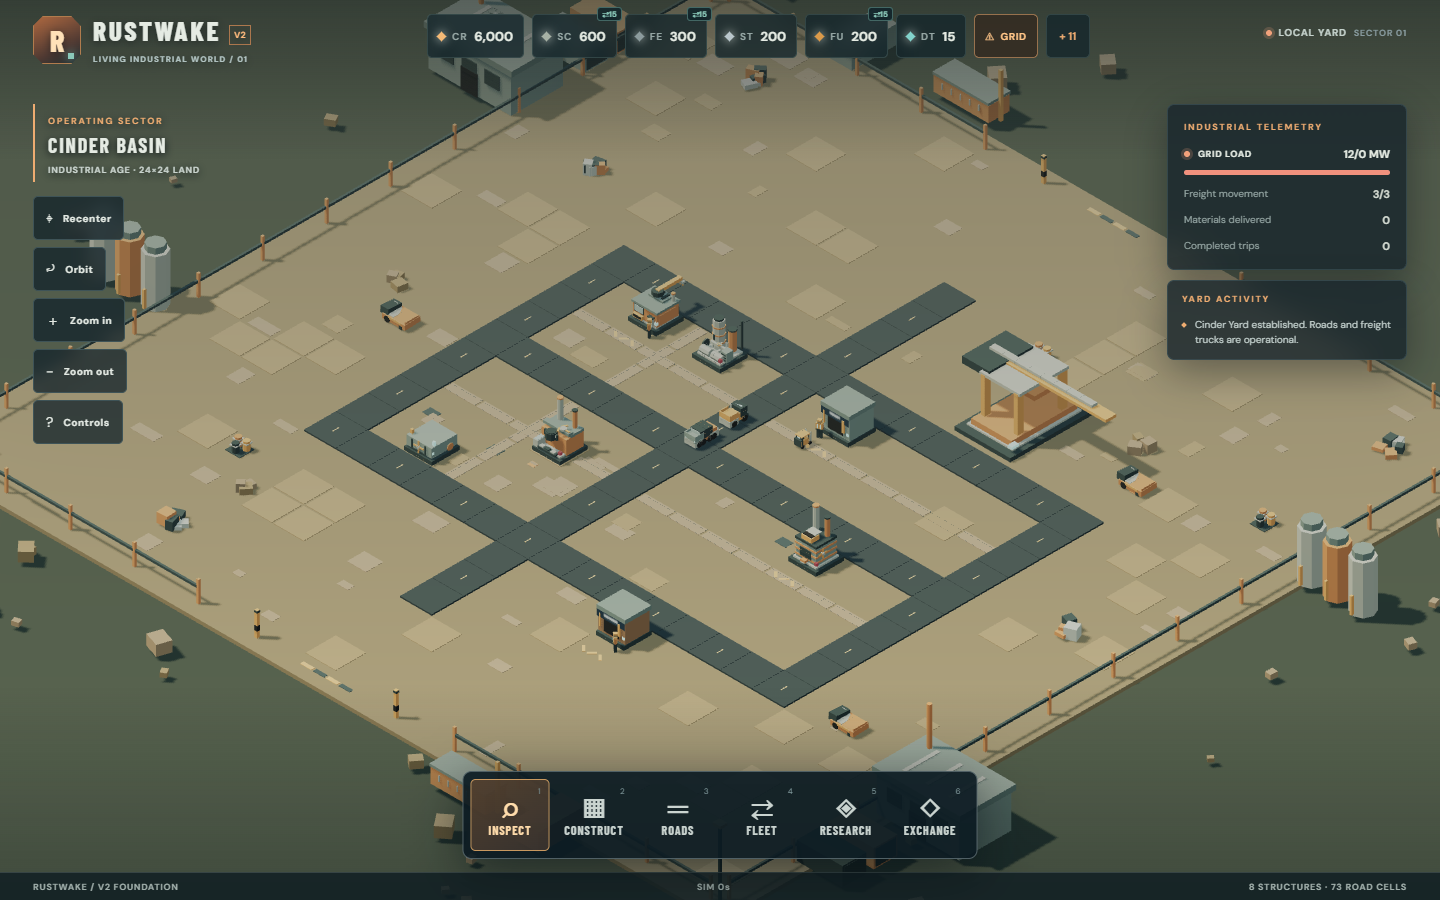 R
RUSTWAKE V2
LIVING INDUSTRIAL WORLD / 01
CR 6,000
SC 600 ⇄15
FE 300 ⇄15
ST 200
FU 200 ⇄15
DT 15
⚠ GRID
+ 11
LOCAL YARD SECTOR 01
OPERATING SECTOR
CINDER BASIN
INDUSTRIAL AGE · 24×24 LAND
Recenter
Orbit
+ Zoom in
− Zoom out
? Controls
INDUSTRIAL TELEMETRY
GRID LOAD 12/0 MW
Freight movement 3/3
Materials delivered 0
Completed trips 0
YARD ACTIVITY
Cinder Yard established. Roads and freight
trucks are operational.
1 INSPECT
2 CONSTRUCT
3 ROADS
4 FLEET
5 RESEARCH
6 EXCHANGE
RUSTWAKE / V2 FOUNDATION
SIM 0s
8 STRUCTURES · 73 ROAD CELLS